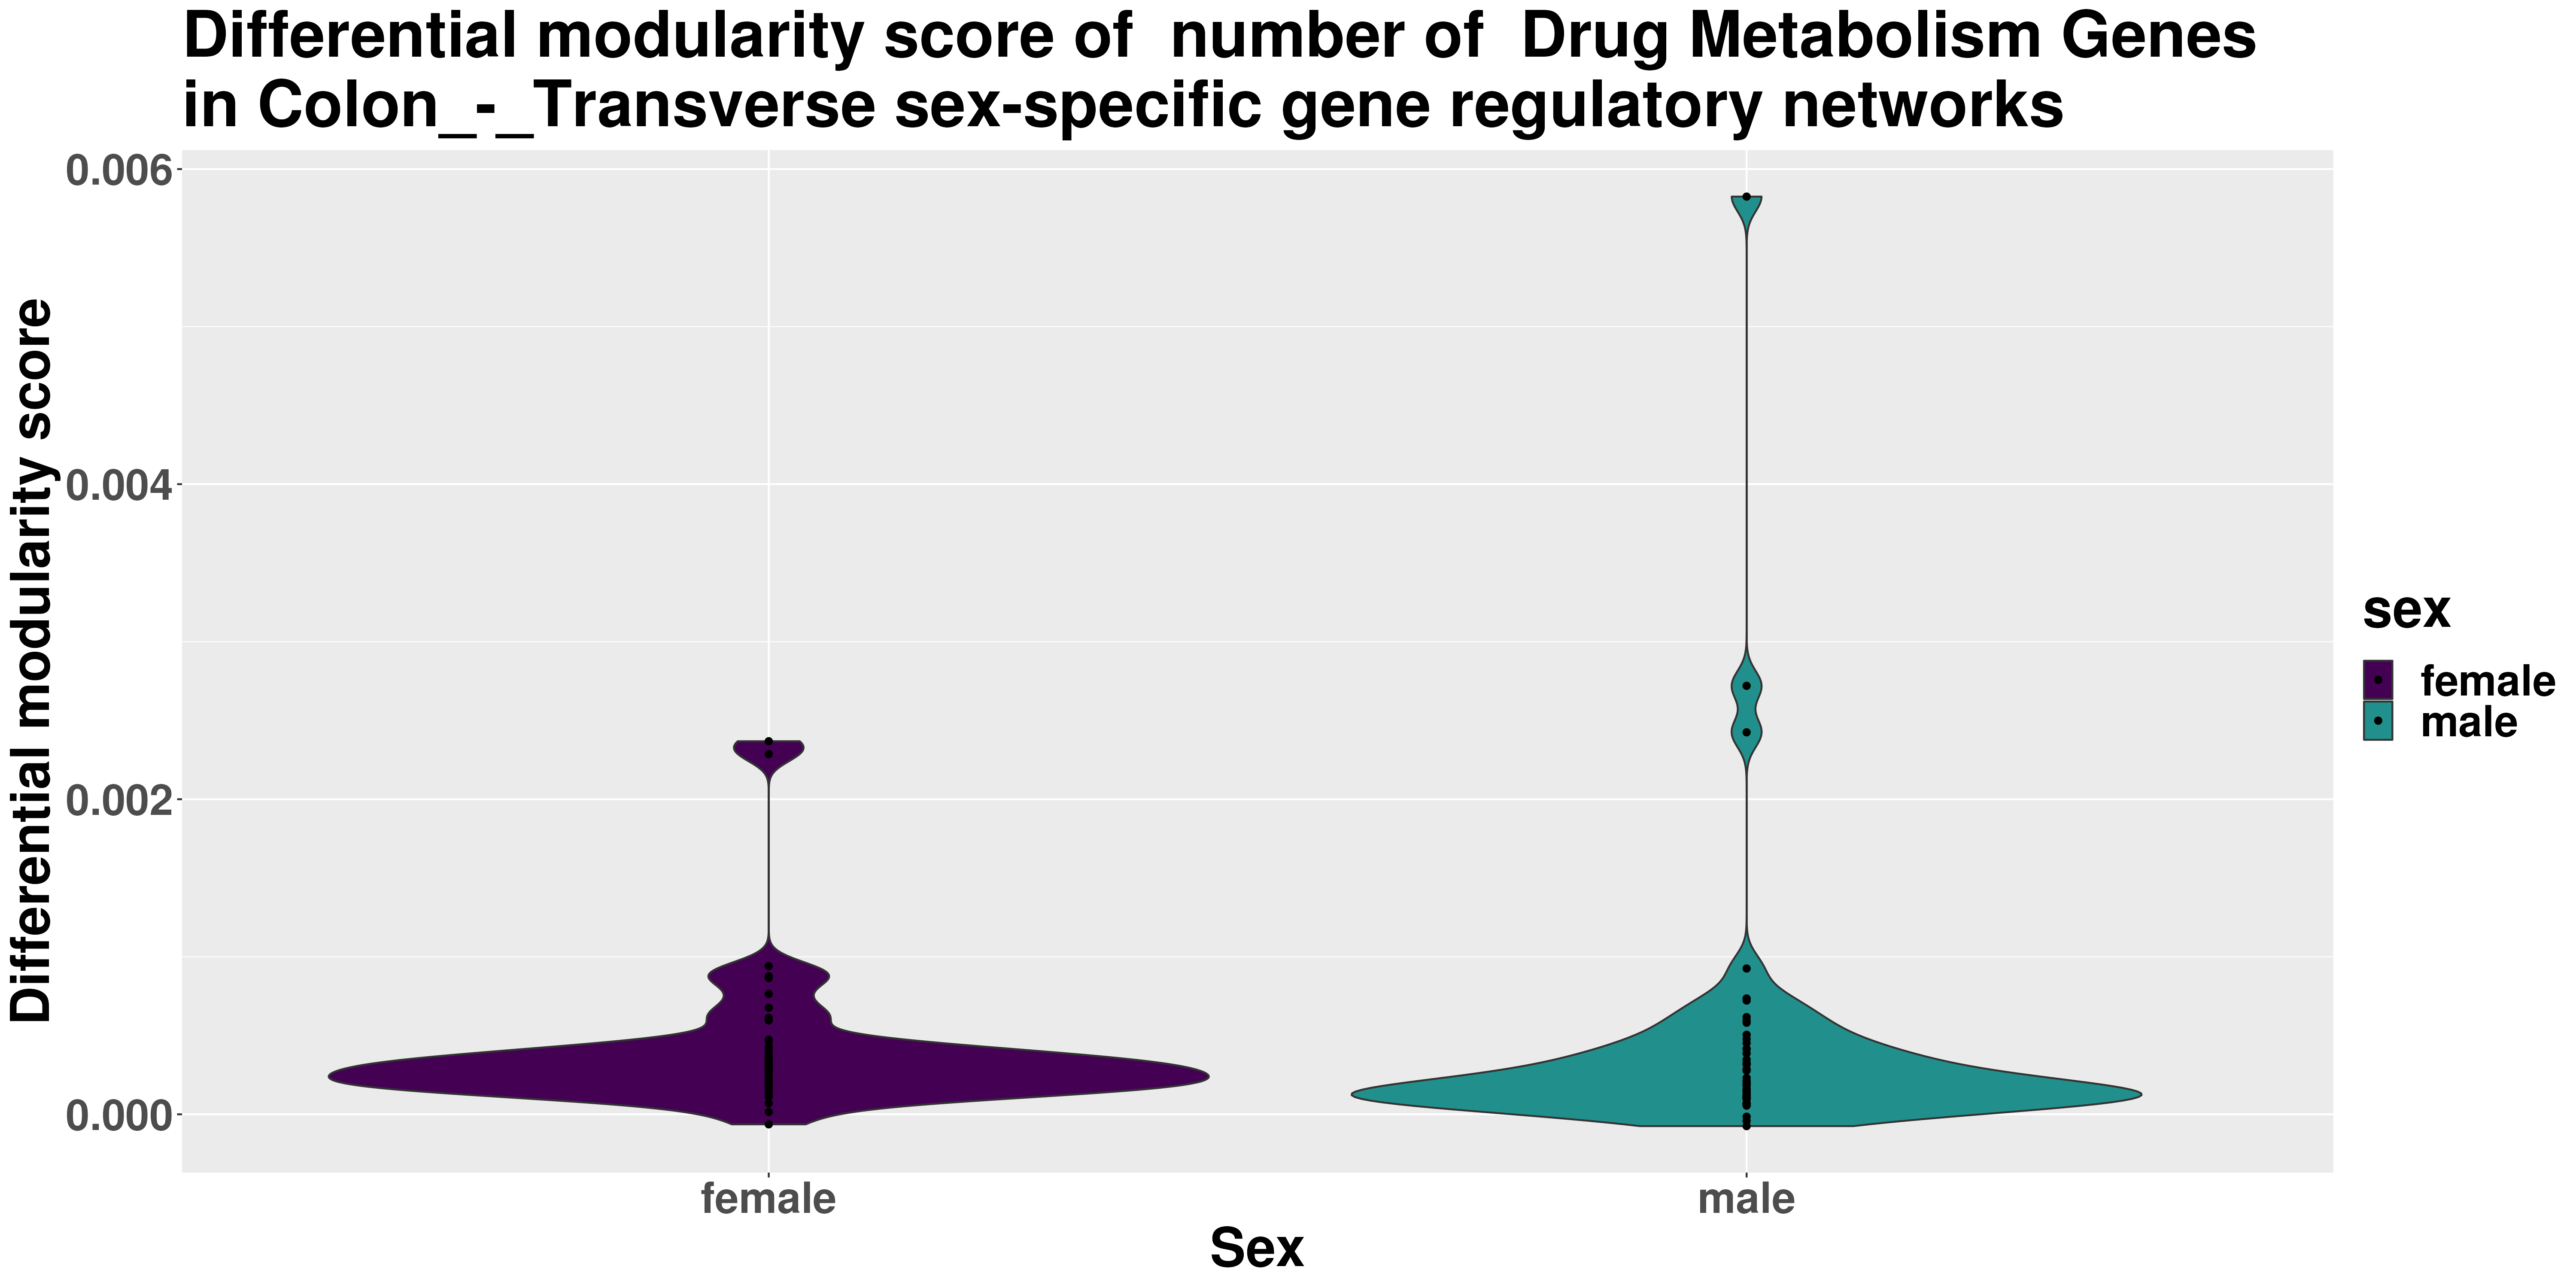 Differential modularity score of  number of  Drug Metabolism Genes
in Colon_-_Transverse sex-specific gene regulatory networks
Differential modularity score
0.006
0.004
0.002
0.000
female
male
Sex
sex
female
male